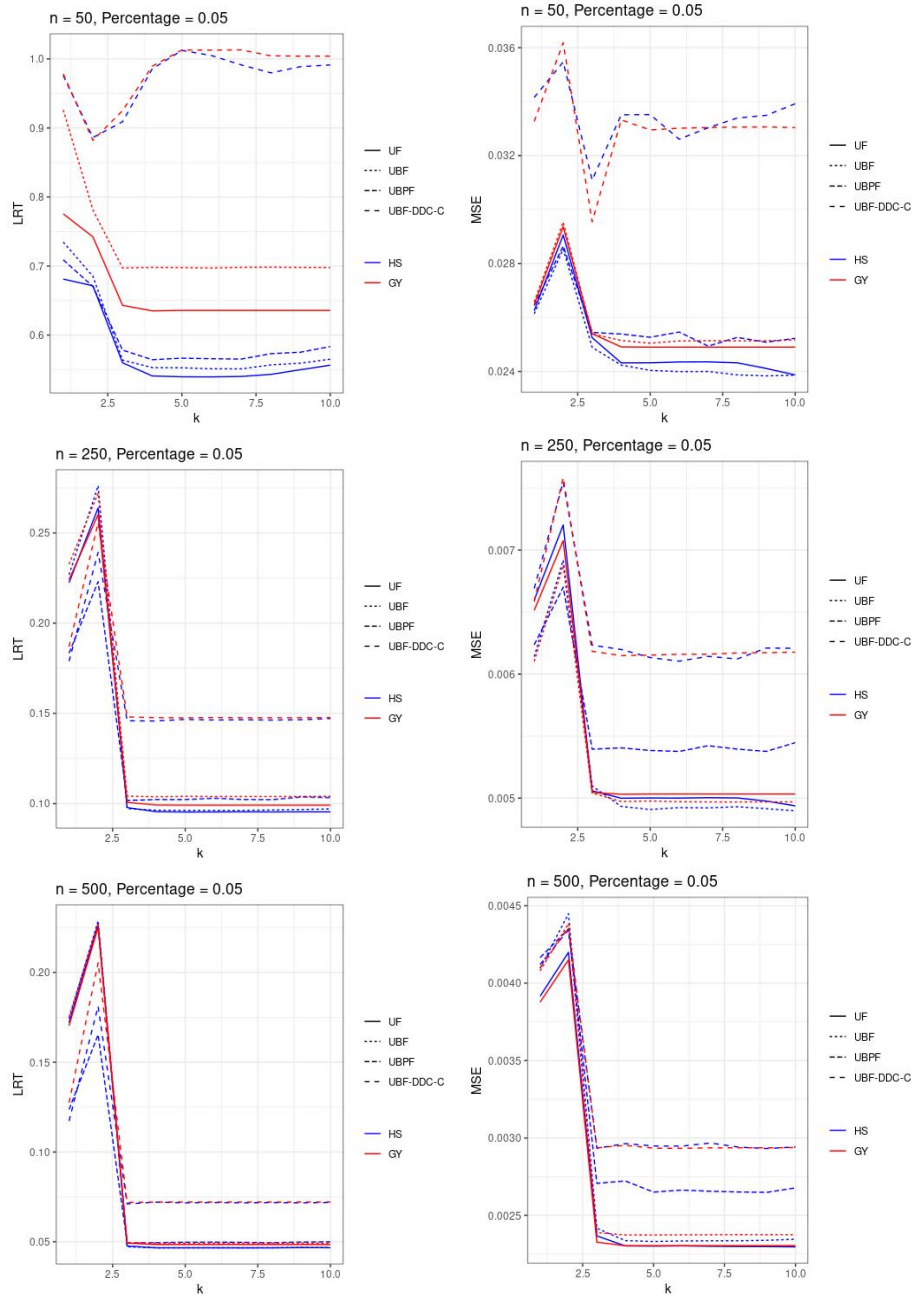 n = 50, Percentage = 0.05
1.0
0.9
0.8
0.7
0.6
LRT
2.5 5.0 7.5 10.0
k
UF
UBF
UBPF
UBF-DDC-C
HS
GY
n = 50, Percentage = 0.05
0.036
0.032
0.028
0.024
MSE
2.5 5.0 7.5 10.0
k
UF
UBF
UBPF
UBF-DDC-C
HS
GY
n = 250, Percentage = 0.05
0.25
0.20
0.15
0.10
LRT
2.5 5.0 7.5 10.0
k
UF
UBF
UBPF
UBF-DDC-C
HS
GY
n = 250, Percentage = 0.05
0.007
0.006
0.005
MSE
2.5 5.0 7.5 10.0
k
UF
UBF
UBPF
UBF-DDC-C
HS
GY
n = 500, Percentage = 0.05
0.20
0.15
0.10
0.05
LRT
2.5 5.0 7.5 10.0
k
UF
UBF
UBPF
UBF-DDC-C
HS
GY
n = 500, Percentage = 0.05
0.0045
0.0040
0.0035
0.0030
0.0025
MSE
2.5 5.0 7.5 10.0
k
UF
UBF
UBPF
UBF-DDC-C
HS
GY